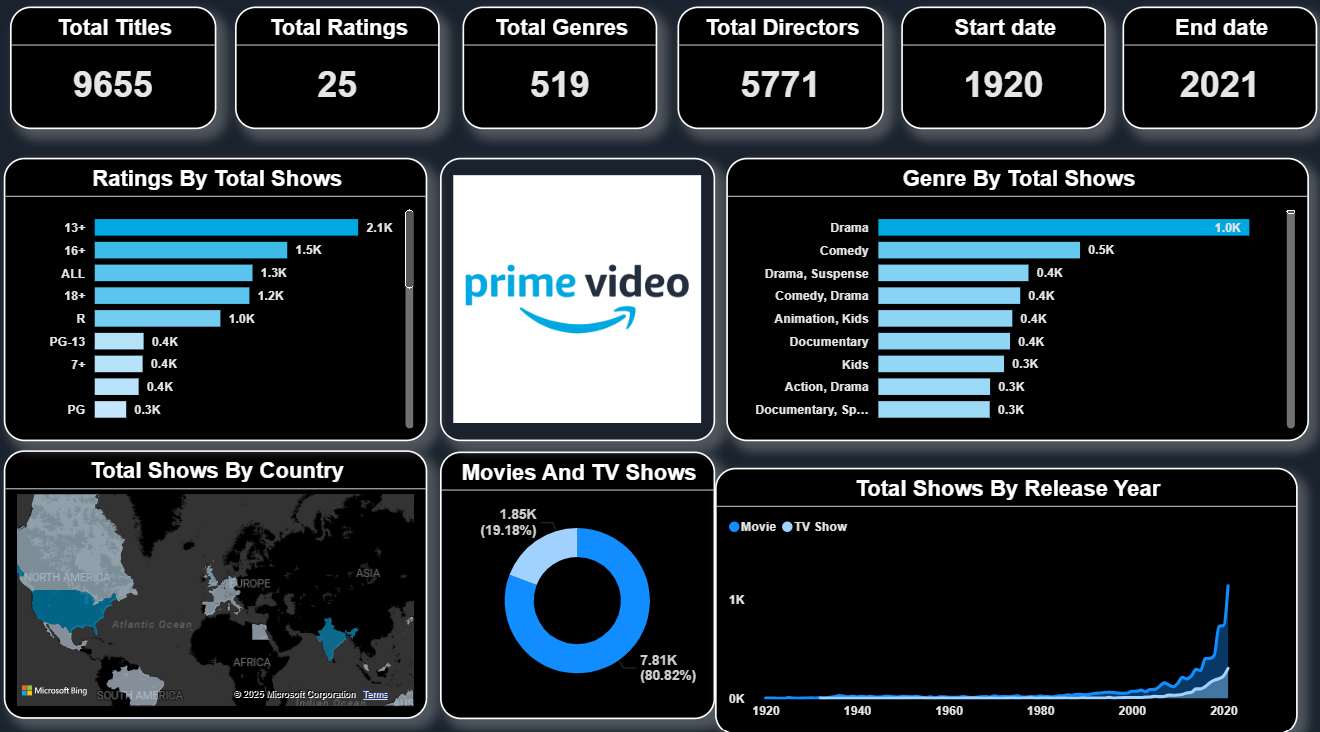 Total Titles
9655
Total Ratings
25
Total Genres
519
Total Directors
5771
Start date
1920
End date
2021
Ratings By Total Shows
13+ 2.1K
16+ 1.5K
ALL 1.3K
18+ 1.2K
R 1.0K
PG-13 0.4K
7+ 0.4K
0.4K
PG 0.3K
prime video
Genre By Total Shows
Drama 1.0K
Comedy 0.5K
Drama, Suspense 0.4K
Comedy, Drama 0.4K
Animation, Kids 0.4K
Documentary 0.4K
Kids 0.3K
Action, Drama 0.3K
Documentary, Sp... 0.3K
Total Shows By Country
NORTH AMERICA
EUROPE
ASIA
Atlantic Ocean
AFRICA
SOUTH AMERICA
Indian Ocean
AUS
Microsoft Bing
© 2025 Microsoft Corporation Terms
Movies And TV Shows
1.85K
(19.18%)
7.81K
(80.82%)
Total Shows By Release Year
Movie TV Show
1K
0K
1920 1940 1960 1980 2000 2020